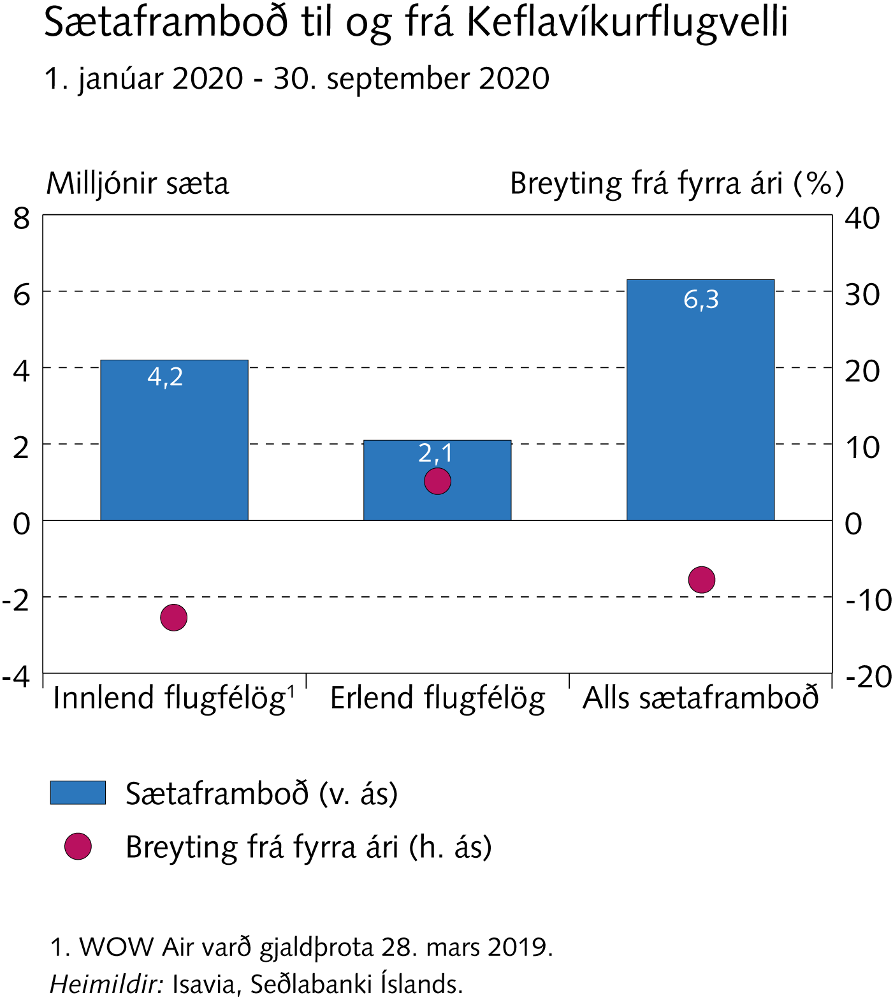 Sætaframboð til og frá Keflavíkurflugvelli
1. janúar 2020 - 30. september 2020
Milljónir sæta
Breyting frá fyrra ári (%)
8
40
6
30
6,3
4
20
4,2
2
10
2,1
0
0
-2
-10
-4
-20
Innlend flugfélög¹
Erlend flugfélög
Alls sætaframboð
Sætaframboð (v. ás)
Breyting frá fyrra ári (h. ás)
1. WOW Air varð gjaldþrota 28. mars 2019.
Heimildir: Isavia, Seðlabanki Íslands.